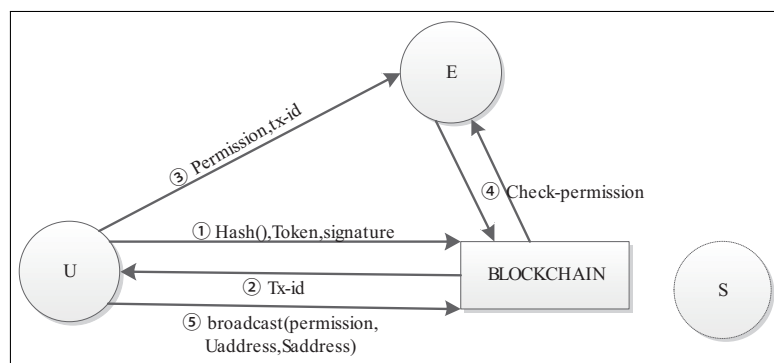 E
③ Permission,tx-id
④ Check-permission
① Hash(),Token,signature
U
BLOCKCHAIN
S
② Tx-id
⑤ broadcast(permission,
Uaddress,Saddress)